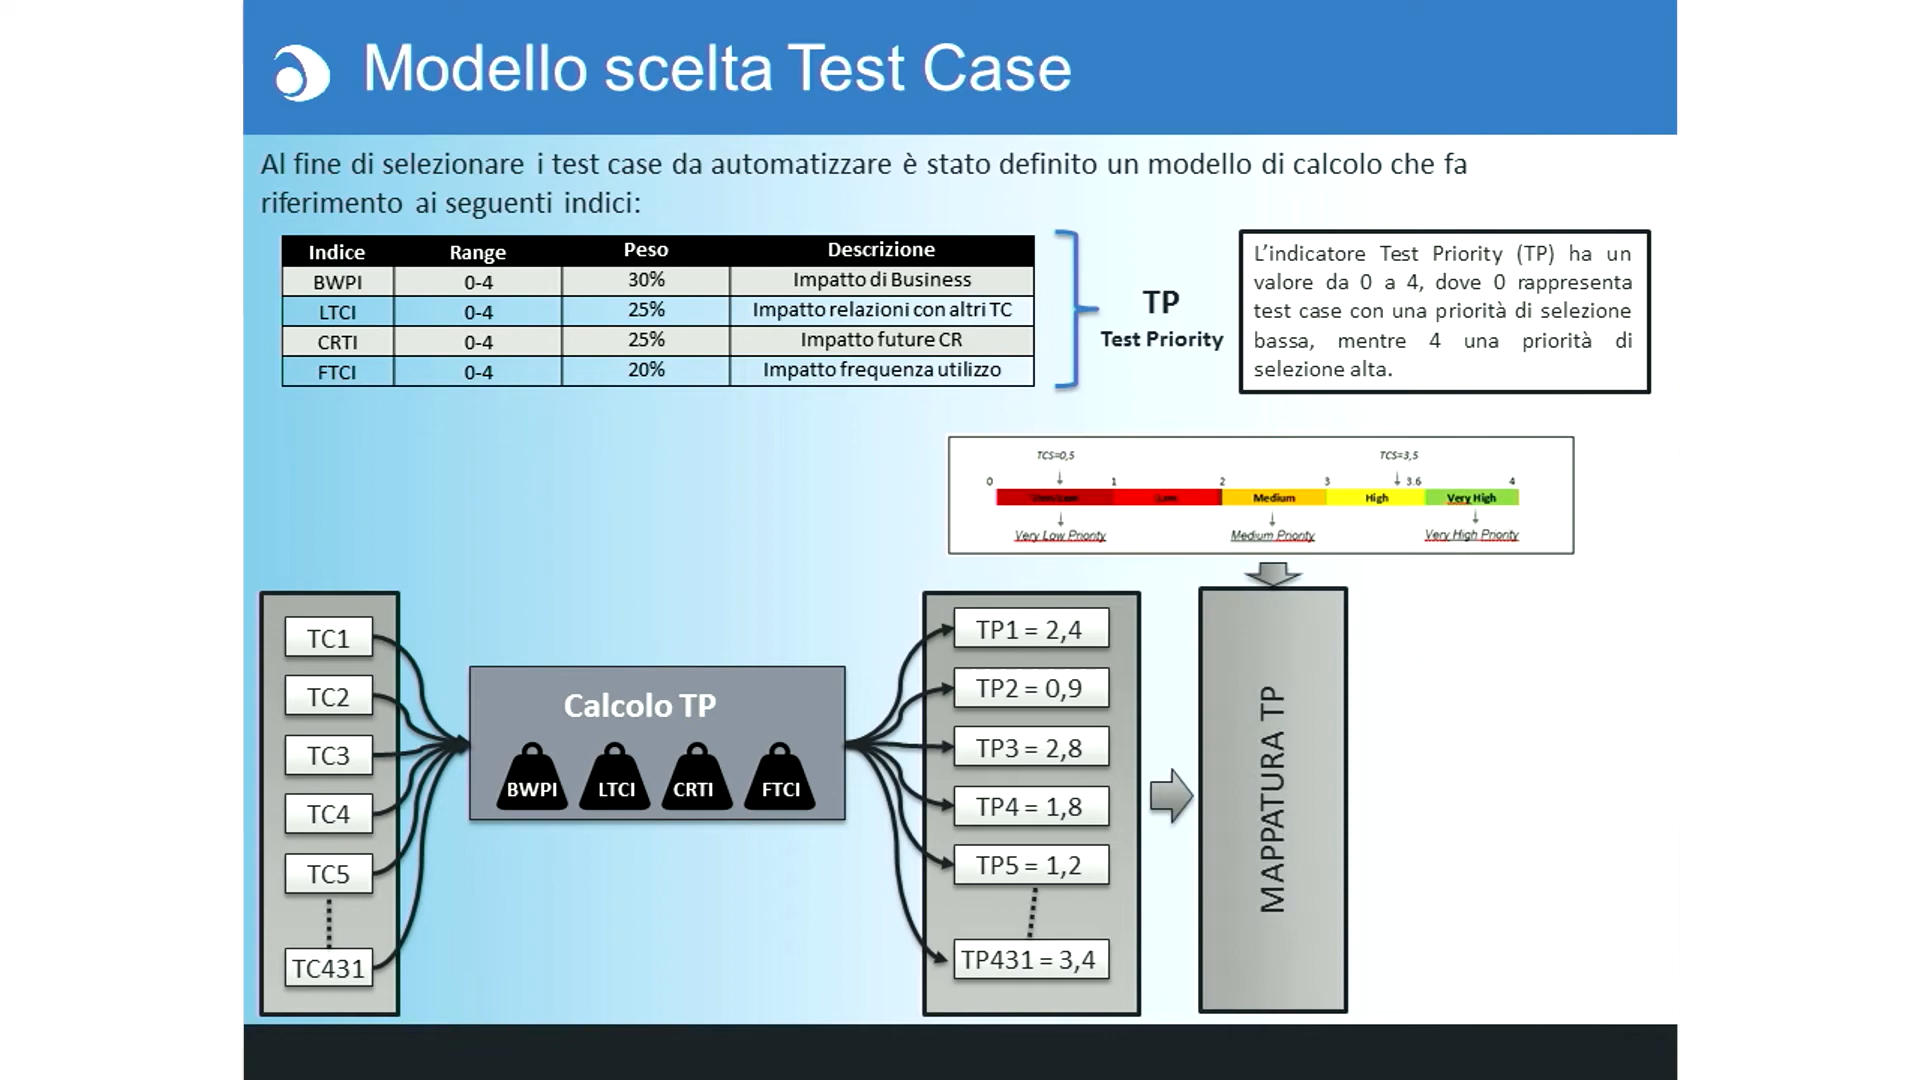 Modello scelta Test Case
Al fine di selezionare i test case da automatizzare è stato definito un modello di calcolo che fa
riferimento ai seguenti indici:
Indice Range Peso Descrizione
BWPI 0-4 30% Impatto di Business
LTCI 0-4 25% Impatto relazioni con altri TC
CRTI 0-4 25% Impatto future CR
FTCI 0-4 20% Impatto frequenza utilizzo
TP
Test Priority
L'indicatore Test Priority (TP) ha un
valore da 0 a 4, dove 0 rappresenta
test case con una priorità di selezione
bassa, mentre 4 una priorità di
selezione alta.
TCS=0,5 TCS=3,5
0 1 2 3 3.6 4
Very Low Low Medium High Very High
Very Low Priority Medium Priority Very High Priority
TC1
TC2
TC3
TC4
TC5
TC431
Calcolo TP
BWPI LTCI CRTI FTCI
TP1 = 2,4
TP2 = 0,9
TP3 = 2,8
TP4 = 1,8
TP5 = 1,2
TP431 = 3,4
MAPPATURA TP